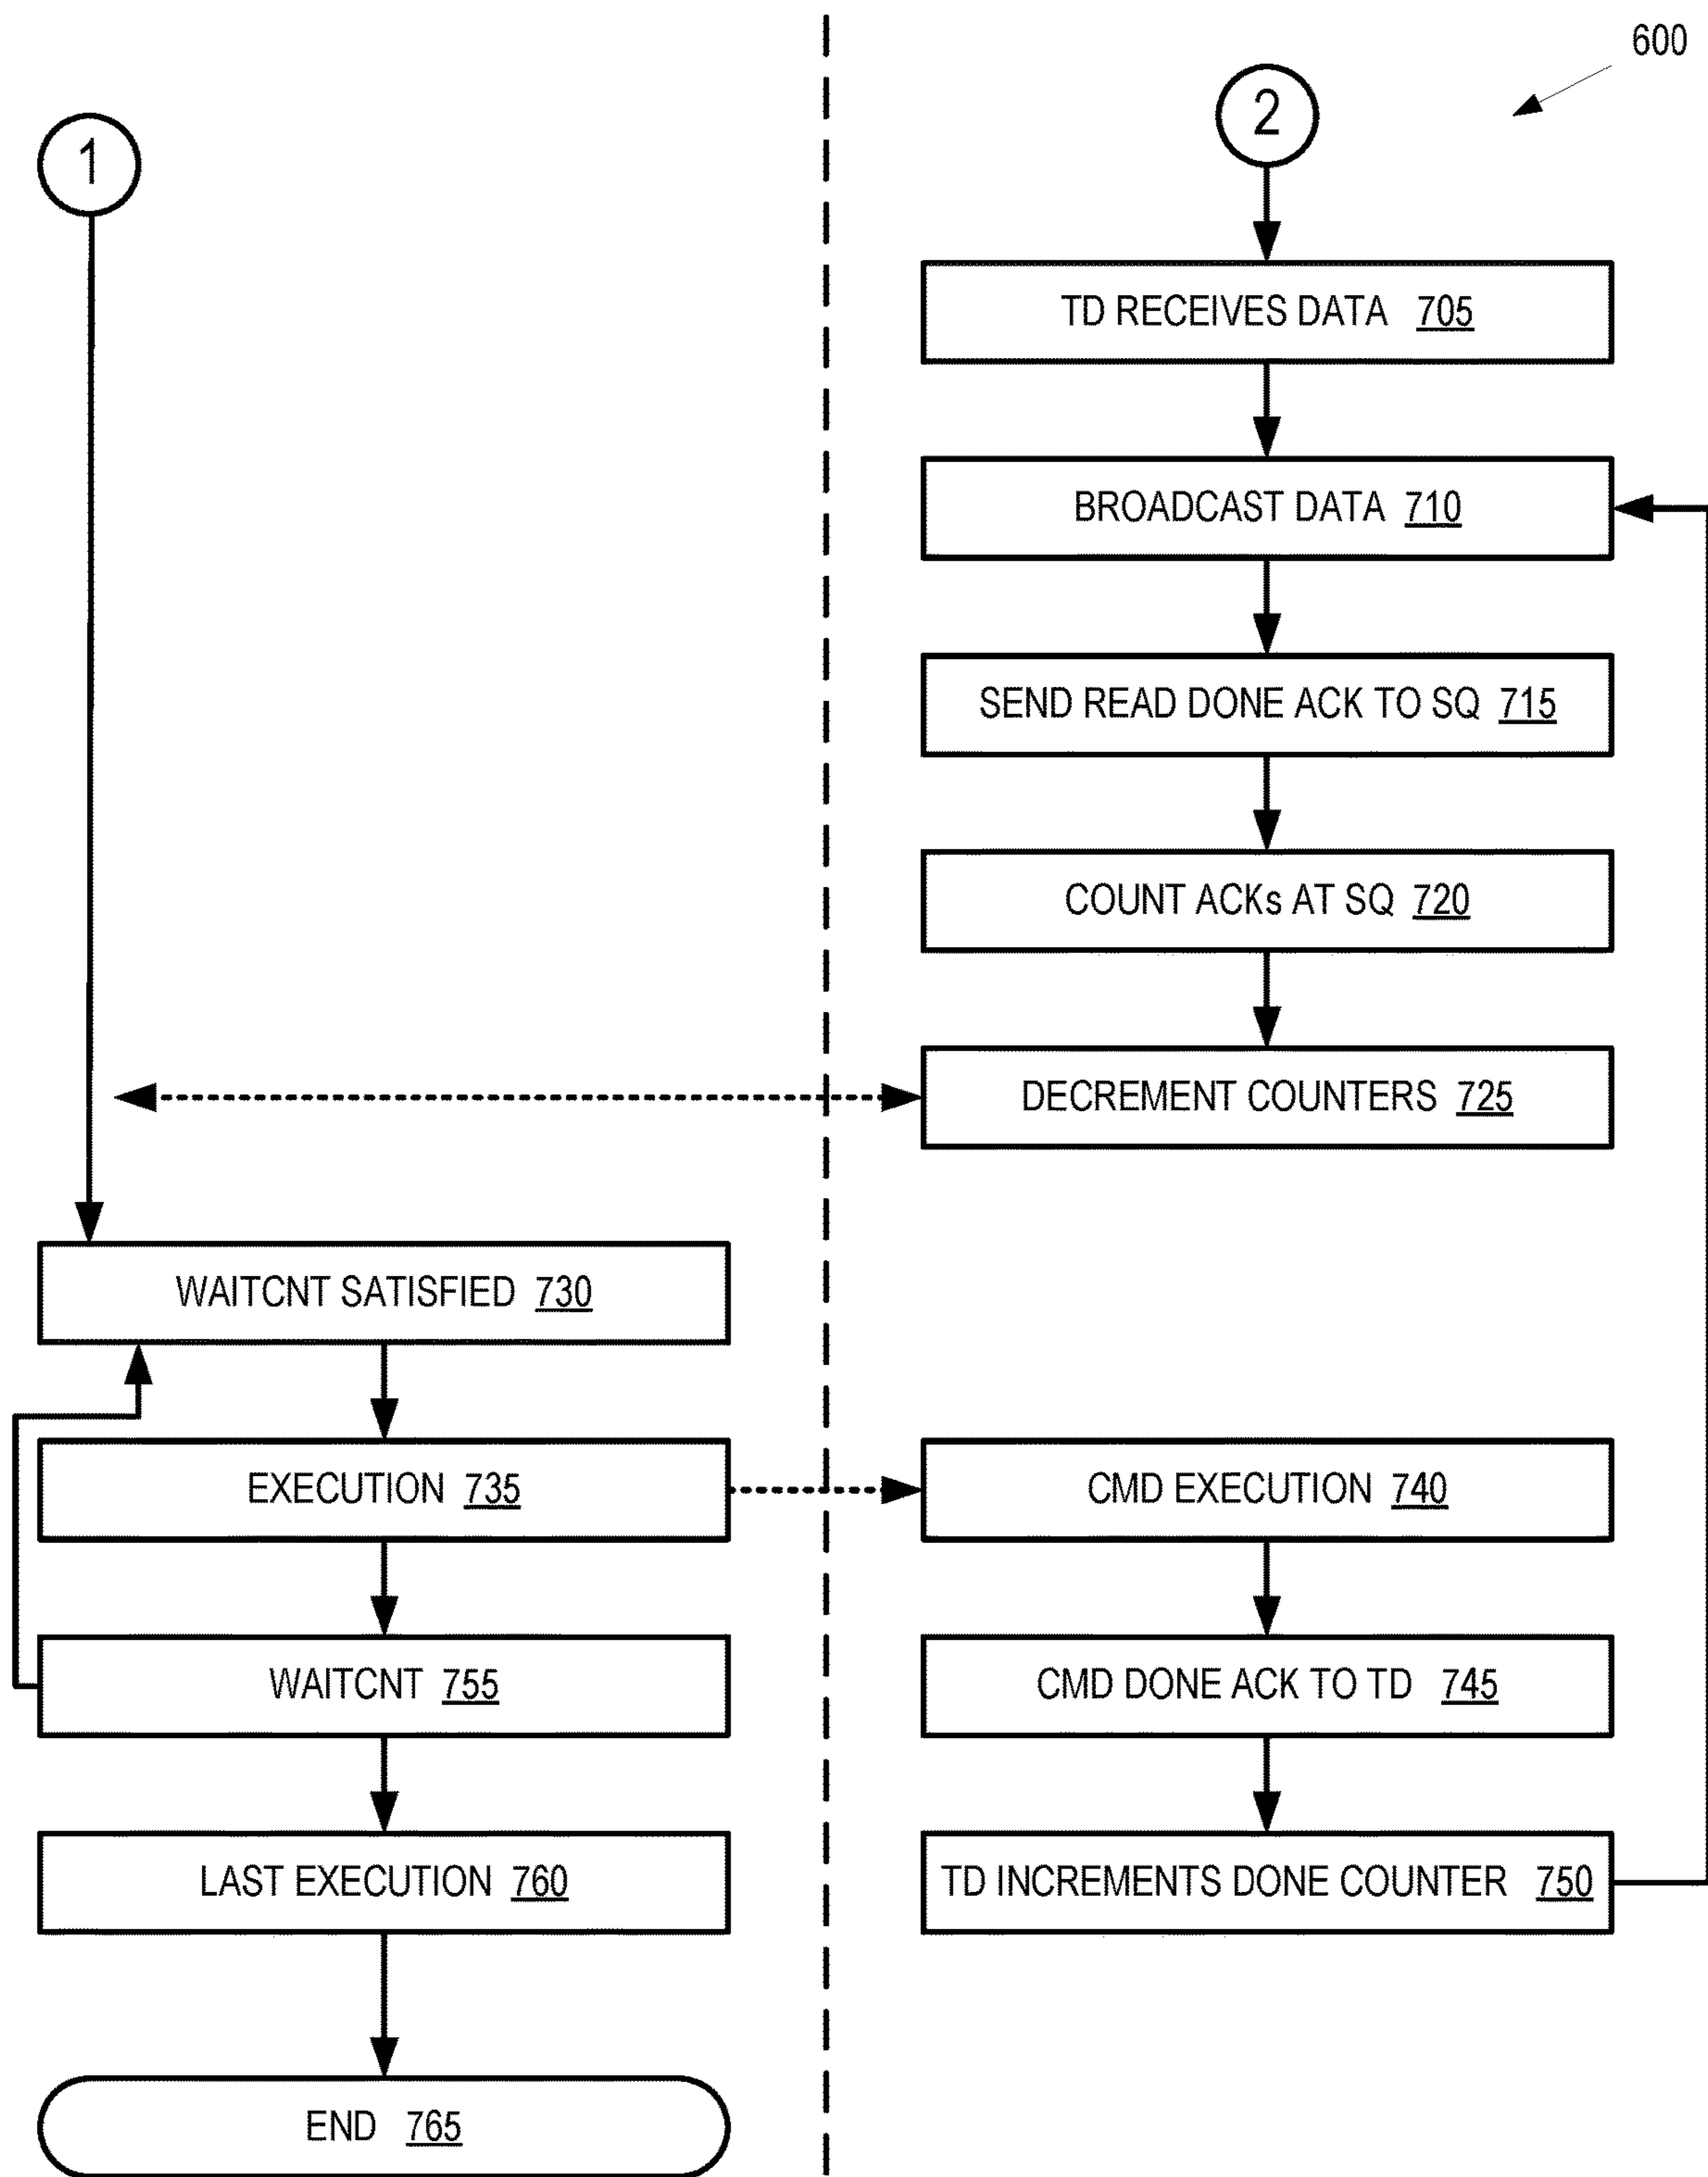 600
2
1
TD RECEIVES DATA 705
BROADCAST DATA 710
SEND READ DONE ACK TO SQ 715
COUNT ACKs AT SQ 720
DECREMENT COUNTERS 725
WAITCNT SATISFIED 730
EXECUTION 735
CMD EXECUTION 740
WAITCNT 755
CMD DONE ACK TO TD 745
LAST EXECUTION 760
TD INCREMENTS DONE COUNTER 750
END 765